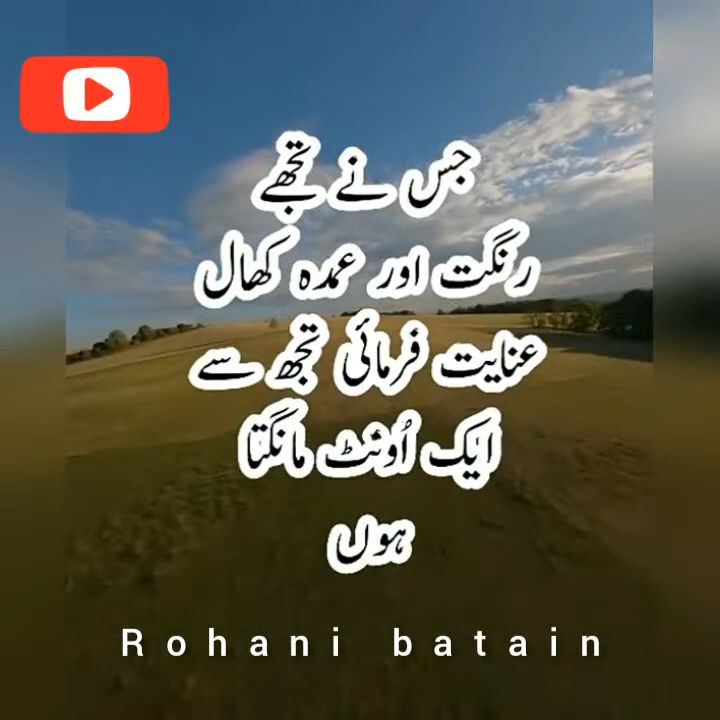 جس نے تجھے
رنگت اور عمدہ کھال
عنایت فرمائی تجھ سے
ایک اُونٹ مانگتا
ہوں
Rohani batain